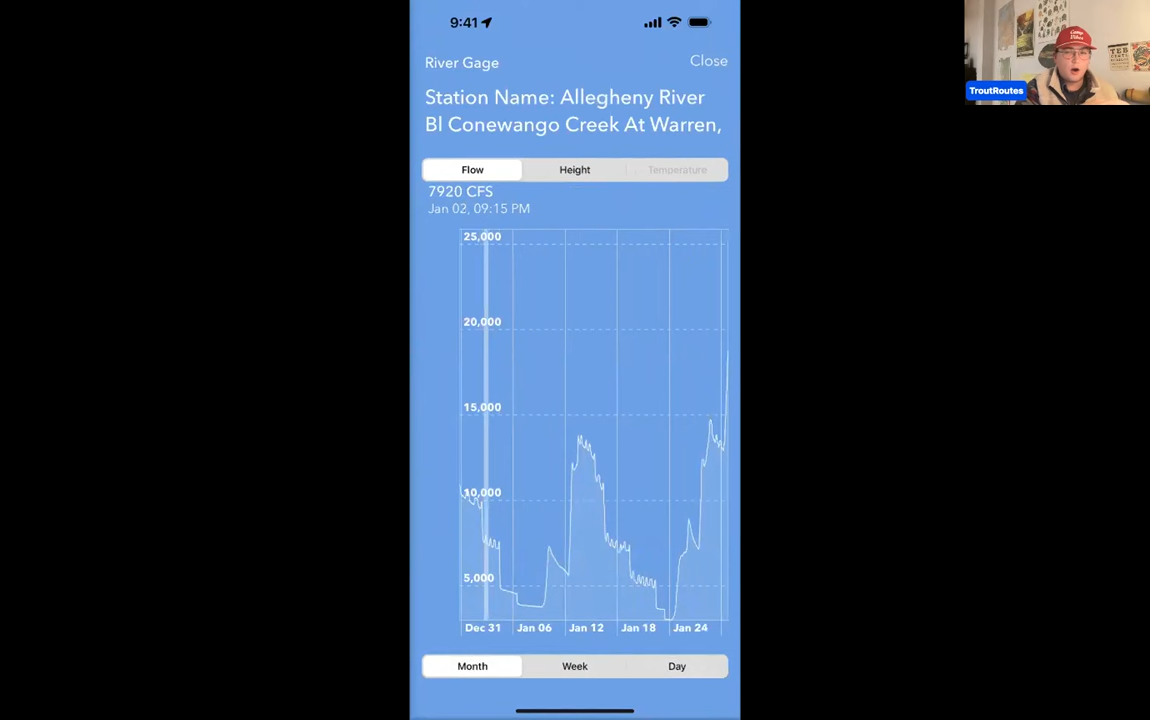 9:41
River Gage
Close
Station Name: Allegheny River
Bl Conewango Creek At Warren,
Flow
Height
Temperature
7920 CFS
Jan 02, 09:15 PM
25,000
20,000
15,000
10,000
5,000
Dec 31
Jan 06
Jan 12
Jan 18
Jan 24
Month
Week
Day
TroutRoutes